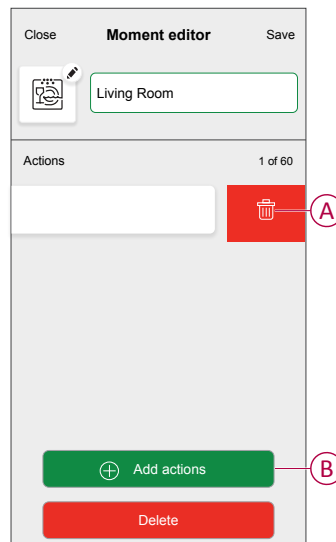 Close Moment editor Save
Living Room
Actions 1 of 60
A
Add actions B
Delete